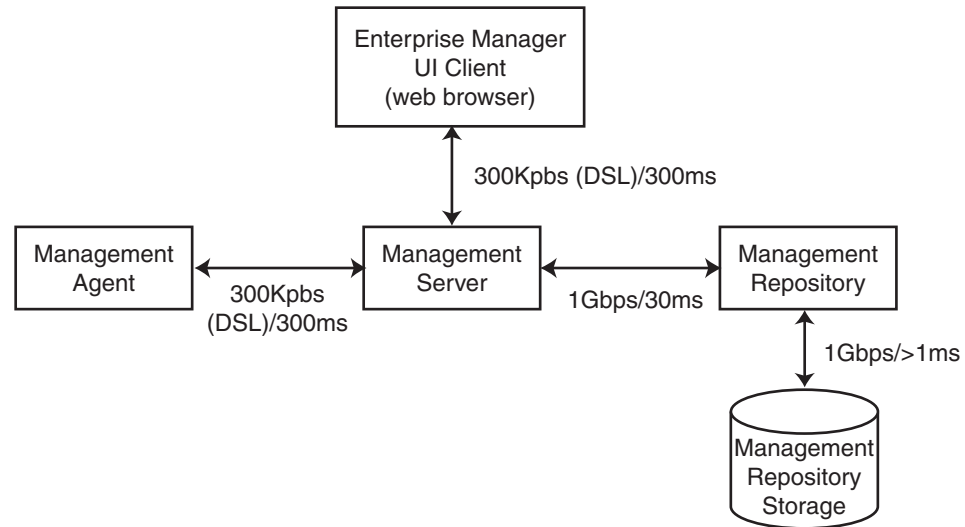 Enterprise Manager
UI Client
(web browser)
300Kpbs (DSL)/300ms
Management
Agent
300Kpbs
(DSL)/300ms
Management
Server
1Gbps/30ms
Management
Repository
1Gbps/>1ms
Management
Repository
Storage